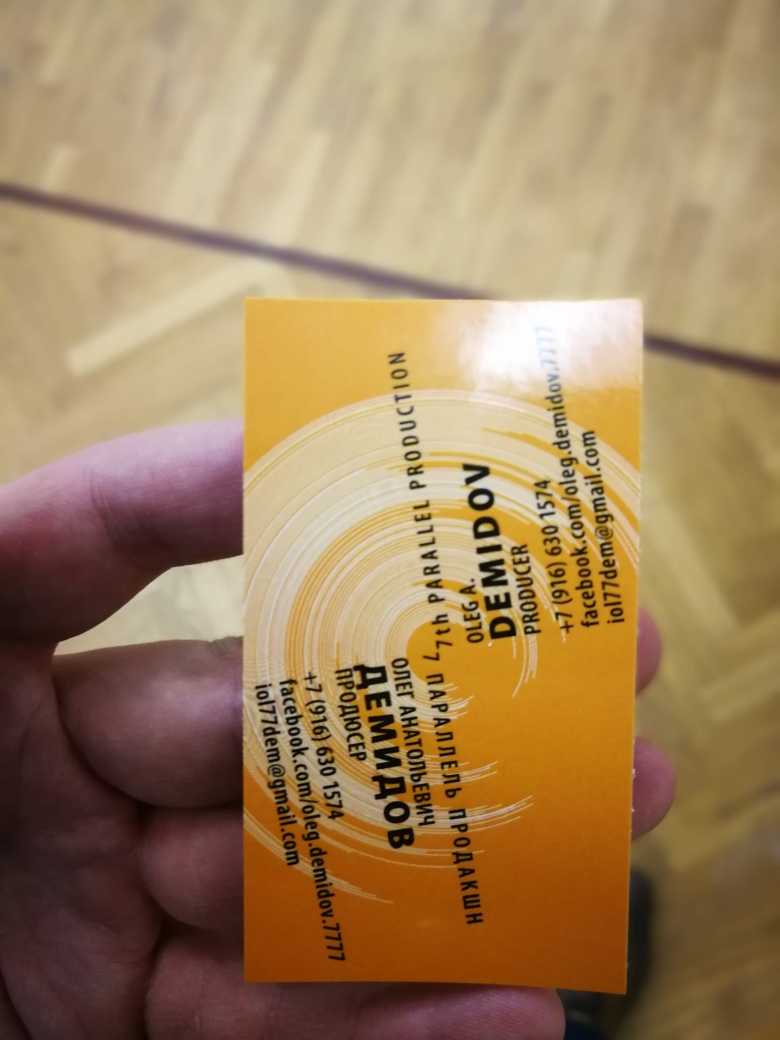 7th PARALLEL PRODUCTION
OLEG A.
DEMIDOV
PRODUCER
+7 (916) 630 1574
facebook.com/oleg.demidov.7777
iol77dem@gmail.com
7 ПАРАЛЛЕЛЬ ПРОДАКШН
ОЛЕГ АНАТОЛЬЕВИЧ
ДЕМИДОВ
ПРОДЮСЕР
+7 (916) 630 1574
facebook.com/oleg.demidov.7777
iol77dem@gmail.com